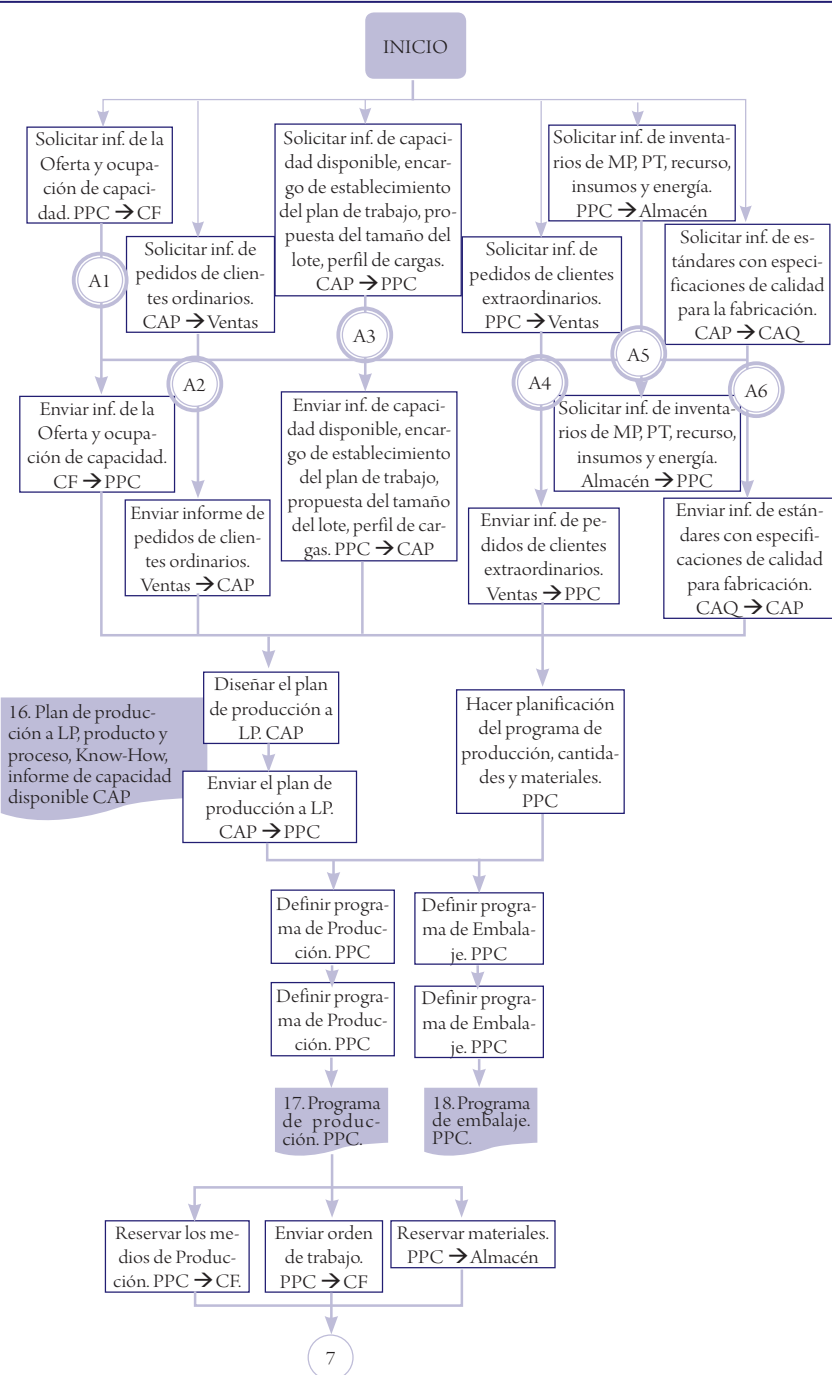 INICIO
Solicitar inf. de la
Oferta y ocupa-
ción de capaci-
dad. PPC → CF
Solicitar inf. de
pedidos de clien-
tes ordinarios.
CAP → Ventas
Solicitar inf. de capaci-
dad disponible, encar-
go de establecimiento
del plan de trabajo, pro-
puesta del tamaño del
lote, perfil de cargas.
CAP → PPC
Solicitar inf. de
pedidos de clientes
extraordinarios.
PPC → Ventas
Solicitar inf. de inventa-
rios de MP, PT, recurso,
insumos y energía.
PPC → Almacén
Solicitar inf. de es-
tándares con especi-
ficaciones de calidad
para la fabricación.
CAP → CAQ
A1
A2
A3
A4
A5
A6
Enviar inf. de la
Oferta y ocupa-
ción de capacidad.
CF → PPC
Enviar informe de
pedidos de clien-
tes ordinarios.
Ventas → CAP
Enviar inf. de capaci-
dad disponible, encar-
go de establecimiento
del plan de trabajo,
propuesta del tamaño
del lote, perfil de car-
gas. PPC → CAP
Enviar inf. de pe-
didos de clientes
extraordinarios.
Ventas → PPC
Solicitar inf. de inventa-
rios de MP, PT, recurso,
insumos y energía.
Almacén → PPC
Enviar inf. de están-
dares con especifi-
caciones de calidad
para fabricación.
CAQ → CAP
Diseñar el plan
de producción a
LP. CAP
16. Plan de produc-
ción a LP, producto y
proceso, Know-How,
informe de capacidad
disponible CAP
Enviar el plan de
producción a LP.
CAP → PPC
Hacer planificación
del programa de
producción, cantida-
des y materiales.
PPC
Definir progra-
ma de Produc-
ción. PPC
Definir progra-
ma de Embala-
je. PPC
Definir progra-
ma de Produc-
ción. PPC
Definir progra-
ma de Embala-
je. PPC
17. Programa
de produc-
ción. PPC.
18. Programa
de embalaje.
PPC.
Reservar los me-
dios de Produc-
ción. PPC → CF.
Enviar orden
de trabajo.
PPC → CF
Reservar materiales.
PPC → Almacén
7